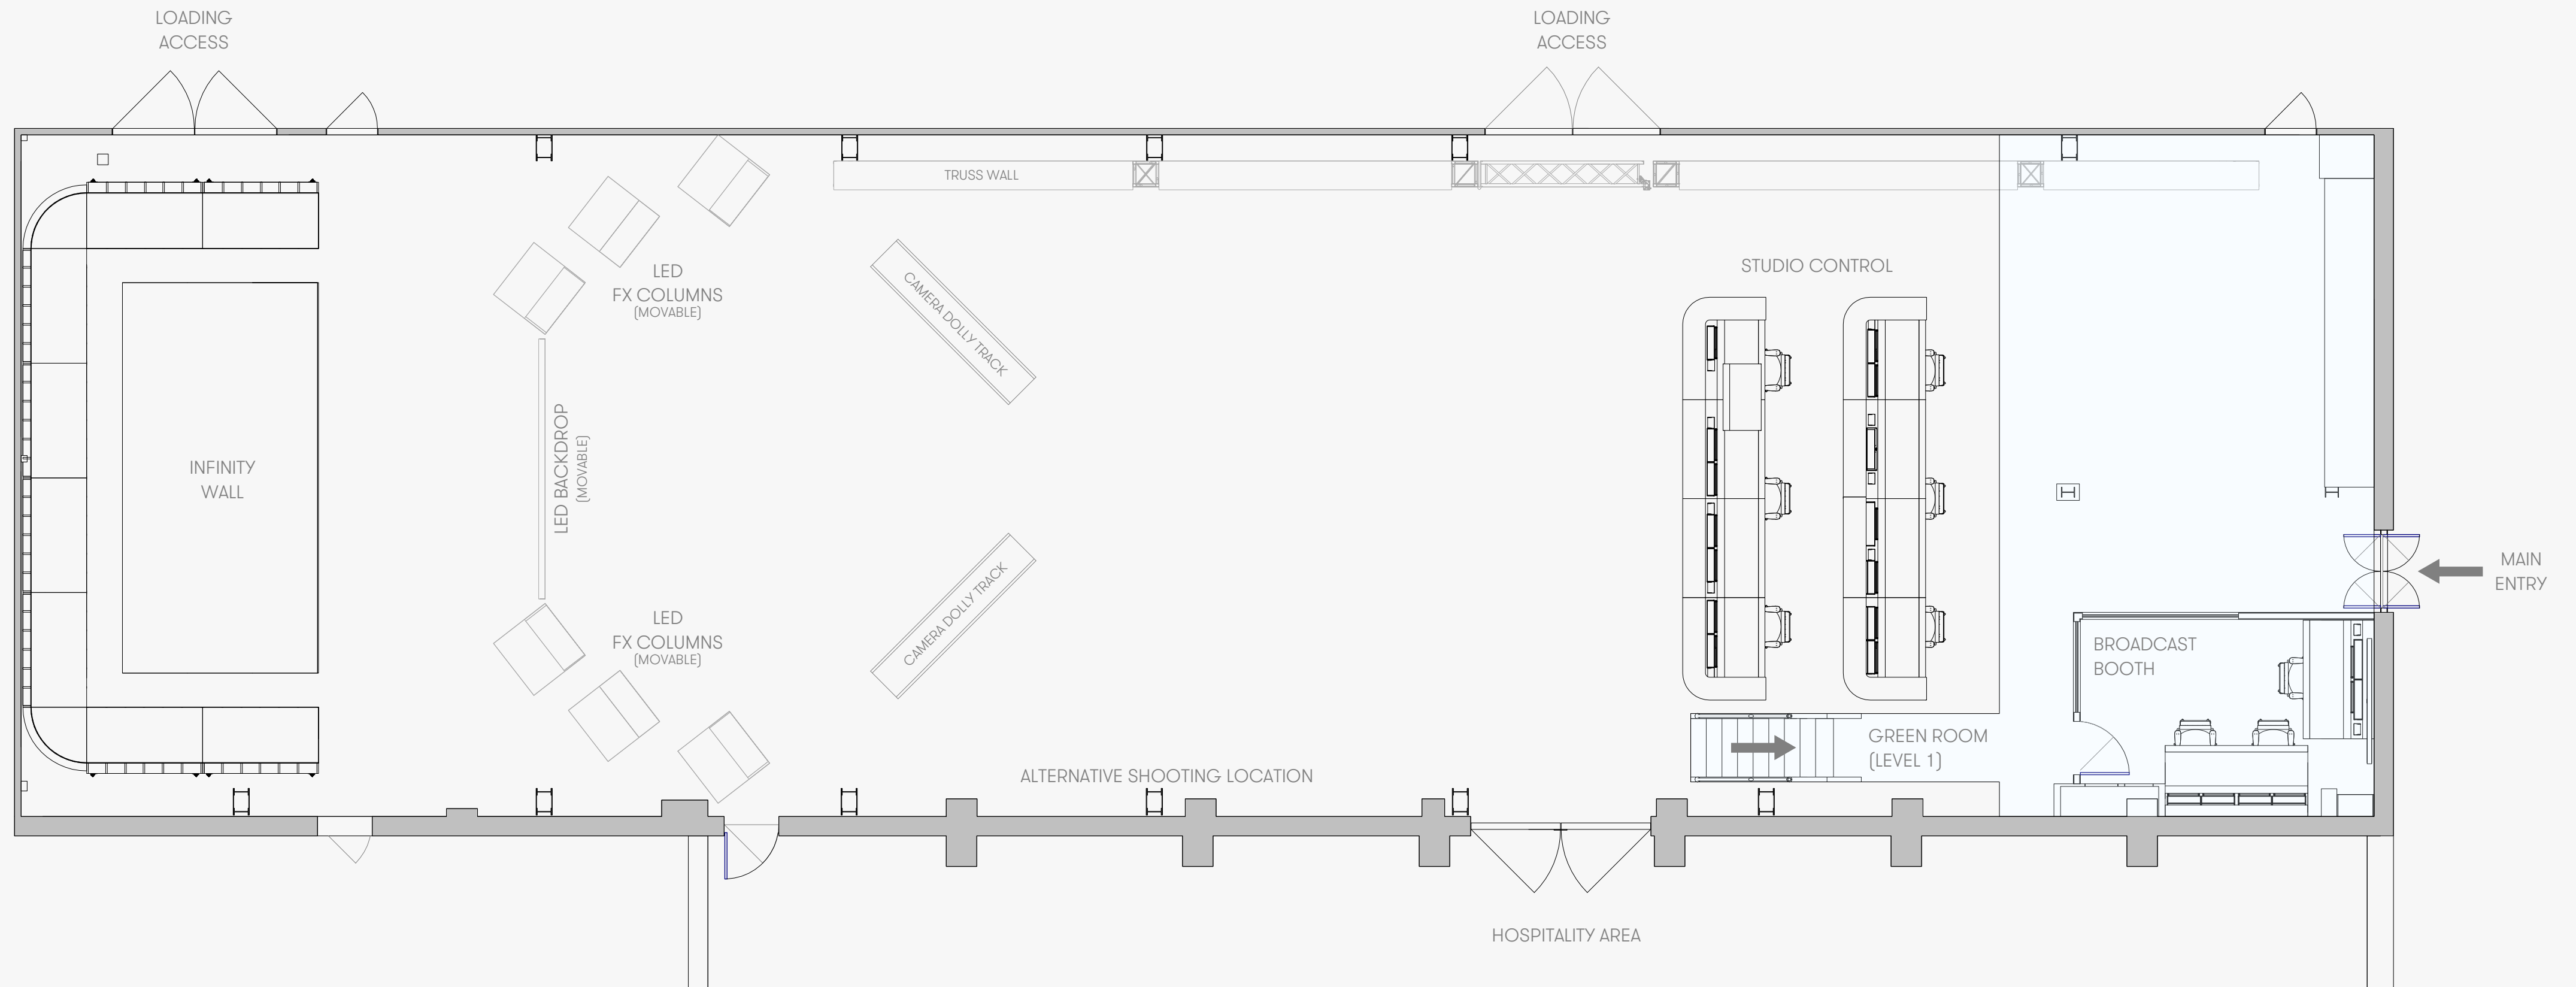 LOADING
ACCESS
LOADING
ACCESS
TRUSS WALL
LED
FX COLUMNS
(MOVABLE)
CAMERA DOLLY TRACK
STUDIO CONTROL
INFINITY
WALL
LED BACKDROP
(MOVABLE)
MAIN
ENTRY
LED
FX COLUMNS
(MOVABLE)
CAMERA DOLLY TRACK
BROADCAST
BOOTH
GREEN ROOM
(LEVEL 1)
ALTERNATIVE SHOOTING LOCATION
HOSPITALITY AREA